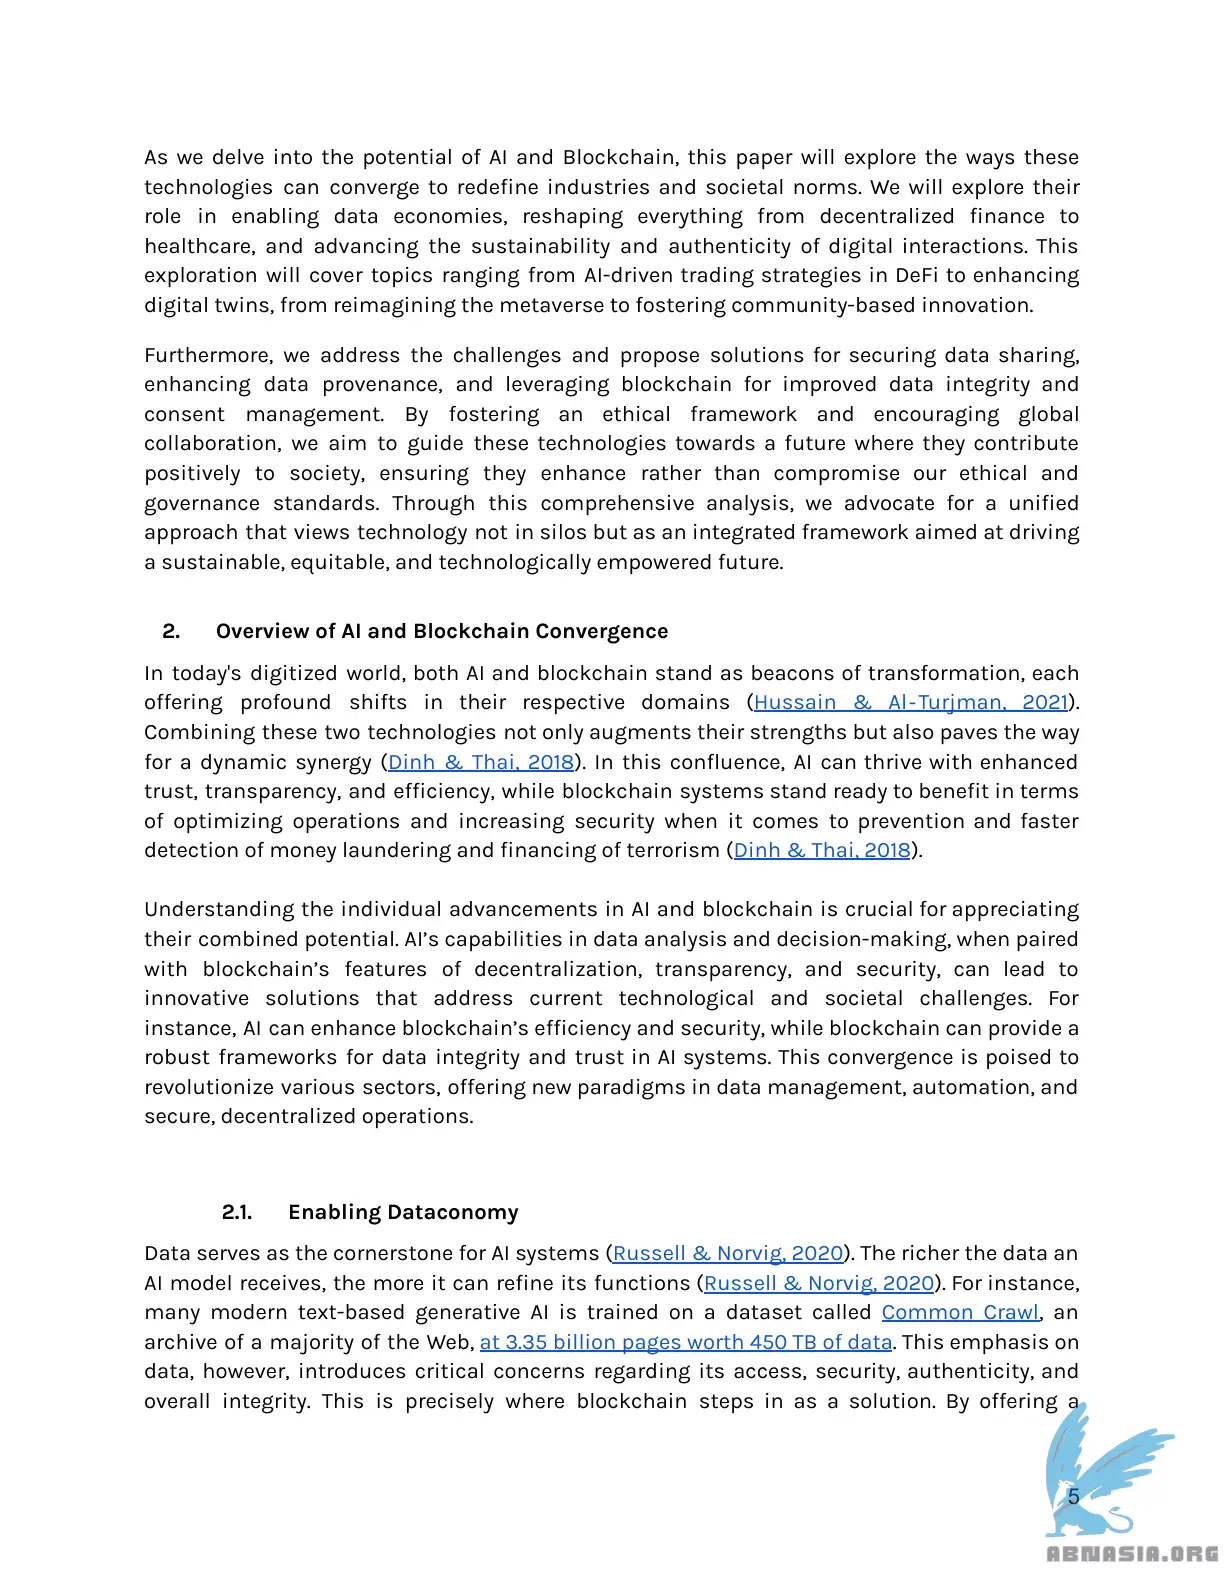 As we delve into the potential of AI and Blockchain, this paper will explore the ways these
technologies can converge to redefine industries and societal norms. We will explore their
role in enabling data economies, reshaping everything from decentralized finance to
healthcare, and advancing the sustainability and authenticity of digital interactions. This
exploration will cover topics ranging from AI-driven trading strategies in DeFi to enhancing
digital twins, from reimagining the metaverse to fostering community-based innovation.
Furthermore, we address the challenges and propose solutions for securing data sharing,
enhancing data provenance, and leveraging blockchain for improved data integrity and
consent management. By fostering an ethical framework and encouraging global
collaboration, we aim to guide these technologies towards a future where they contribute
positively to society, ensuring they enhance rather than compromise our ethical and
governance standards. Through this comprehensive analysis, we advocate for a unified
approach that views technology not in silos but as an integrated framework aimed at driving
a sustainable, equitable, and technologically empowered future.
2. Overview of AI and Blockchain Convergence
In today's digitized world, both AI and blockchain stand as beacons of transformation, each
offering profound shifts in their respective domains (Hussain & Al-Turjman, 2021).
Combining these two technologies not only augments their strengths but also paves the way
for a dynamic synergy (Dinh & Thai, 2018). In this confluence, AI can thrive with enhanced
trust, transparency, and efficiency, while blockchain systems stand ready to benefit in terms
of optimizing operations and increasing security when it comes to prevention and faster
detection of money laundering and financing of terrorism (Dinh & Thai, 2018).
Understanding the individual advancements in AI and blockchain is crucial for appreciating
their combined potential. AI’s capabilities in data analysis and decision-making, when paired
with blockchain’s features of decentralization, transparency, and security, can lead to
innovative solutions that address current technological and societal challenges. For
instance, AI can enhance blockchain’s efficiency and security, while blockchain can provide a
robust frameworks for data integrity and trust in AI systems. This convergence is poised to
revolutionize various sectors, offering new paradigms in data management, automation, and
secure, decentralized operations.
2.1. Enabling Dataconomy
Data serves as the cornerstone for AI systems (Russell & Norvig, 2020). The richer the data an
AI model receives, the more it can refine its functions (Russell & Norvig, 2020). For instance,
many modern text-based generative AI is trained on a dataset called Common Crawl, an
archive of a majority of the Web, at 3.35 billion pages worth 450 TB of data. This emphasis on
data, however, introduces critical concerns regarding its access, security, authenticity, and
overall integrity. This is precisely where blockchain steps in as a solution. By offering a
5
ABNASIA.ORG